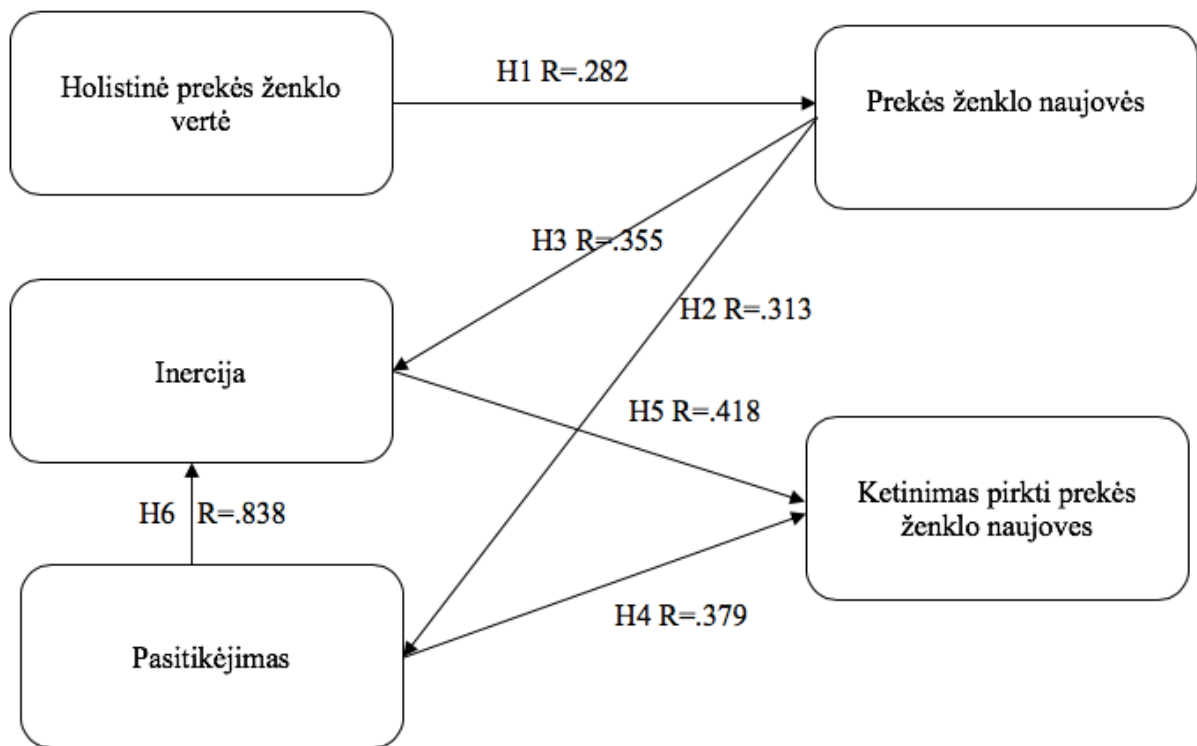 Holistinė prekės ženklo
vertė
H1 R=.282
Prekės ženklo naujovės
H3 R=.355
H2 R=.313
Inercija
H5 R=.418
Ketinimas pirkti prekės
ženklo naujoves
H6 R=.838
H4 R=.379
Pasitikėjimas